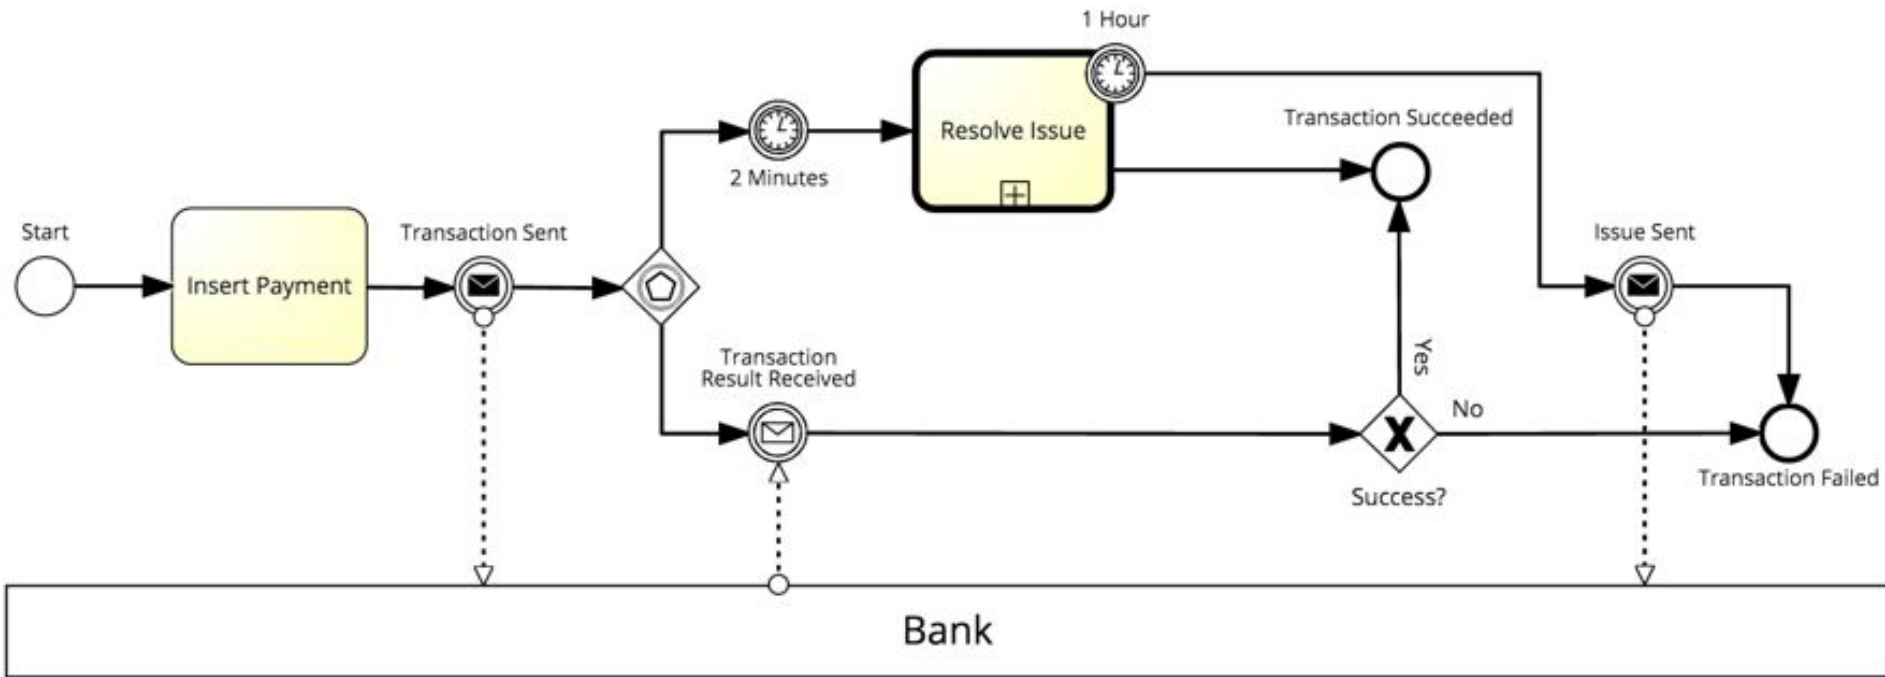 1 Hour
Transaction Succeeded
Resolve Issue
2 Minutes
Start
Transaction Sent
Issue Sent
Insert Payment
Transaction
Result Received
Yes
No
X
Success?
Transaction Failed
Bank